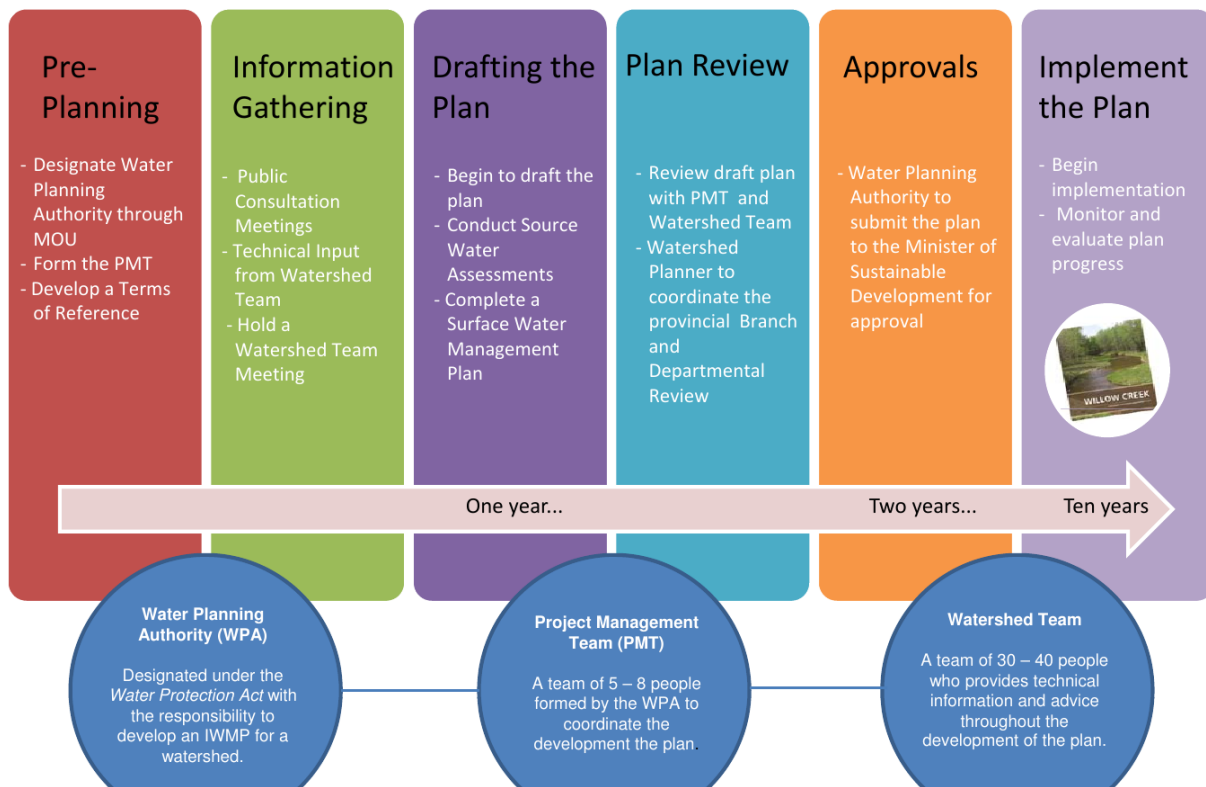 Pre-
Planning
- Designate Water
Planning
Authority through
MOU
- Form the PMT
- Develop a Terms
of Reference
Information
Gathering
- Public
Consultation
Meetings
- Technical Input
from Watershed
Team
- Hold a
Watershed Team
Meeting
Drafting the
Plan
- Begin to draft the
plan
- Conduct Source
Water
Assessments
- Complete a
Surface Water
Management
Plan
Plan Review
- Review draft plan
with PMT and
Watershed Team
- Watershed
Planner to
coordinate the
provincial Branch
and
Departmental
Review
Approvals
- Water Planning
Authority to
submit the plan
to the Minister of
Sustainable
Development for
approval
Implement
the Plan
- Begin
implementation
- Monitor and
evaluate plan
progress
WILLOW CREEK
One year...
Two years...
Ten years
Water Planning
Authority (WPA)
Designated under the
Water Protection Act with
the responsibility to
develop an IWMP for a
watershed.
Project Management
Team (PMT)
A team of 5 – 8 people
formed by the WPA to
coordinate the
development the plan.
Watershed Team
A team of 30 – 40 people
who provides technical
information and advice
throughout the
development of the plan.